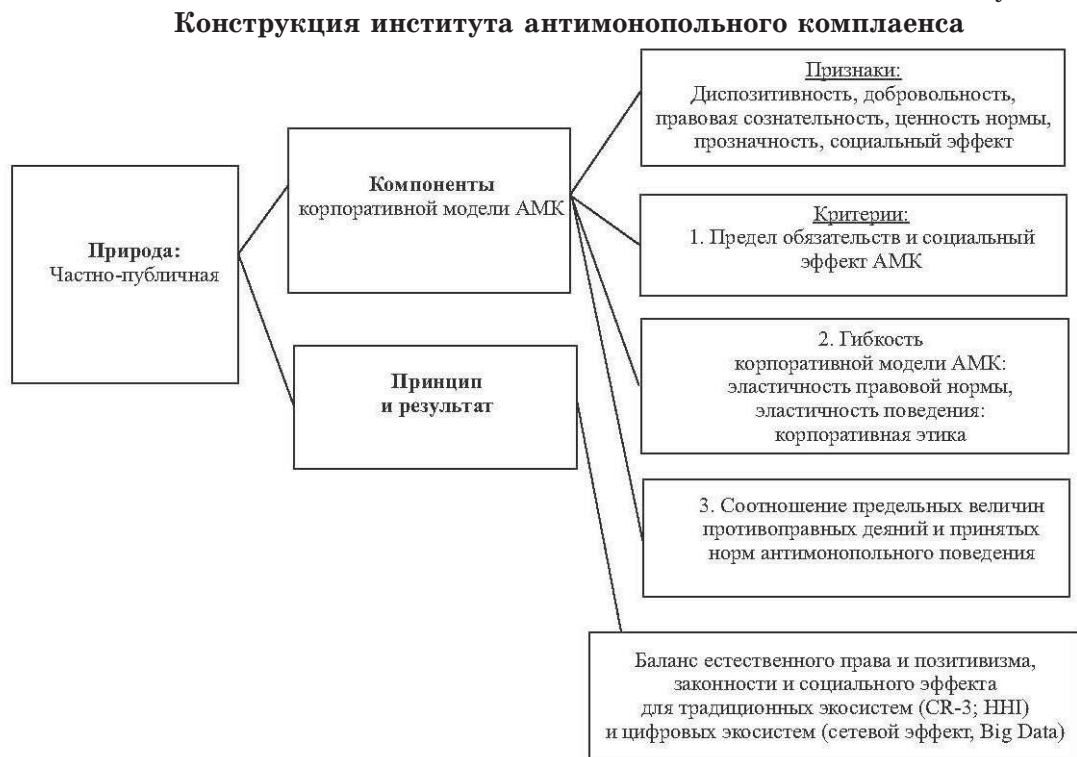 Конструкция института антимонопольного комплаенса
Природа:
Частно-публичная
Компоненты
корпоративной модели АМК
Принцип
и результат
Признаки:
Диспозитивность, добровольность,
правовая сознательность, ценность нормы,
прозначность, социальный эффект
Критерии:
1. Предел обязательств и социальный
эффект АМК
2. Гибкость
корпоративной модели АМК:
эластичность правовой нормы,
эластичность поведения:
корпоративная этика
3. Соотношение предельных величин
противоправных деяний и принятых
норм антимонопольного поведения
Баланс естественного права и позитивизма,
законности и социального эффекта
для традиционных экосистем (CR-3; HHI)
и цифровых экосистем (сетевой эффект, Big Data)